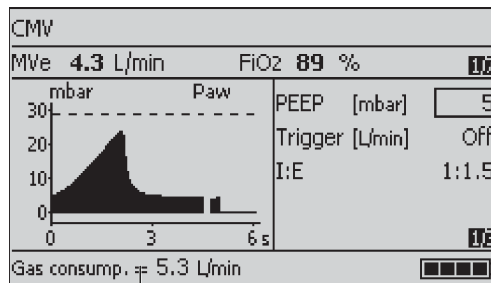 CMV
MVe 4.3 L/min FiO2 89 %
mbar Paw
30
20
10
0
0 3 6 s
PEEP [mbar] 5
Trigger [L/min] Off
I:E 1:1.5
Gas consump. = 5.3 L/min